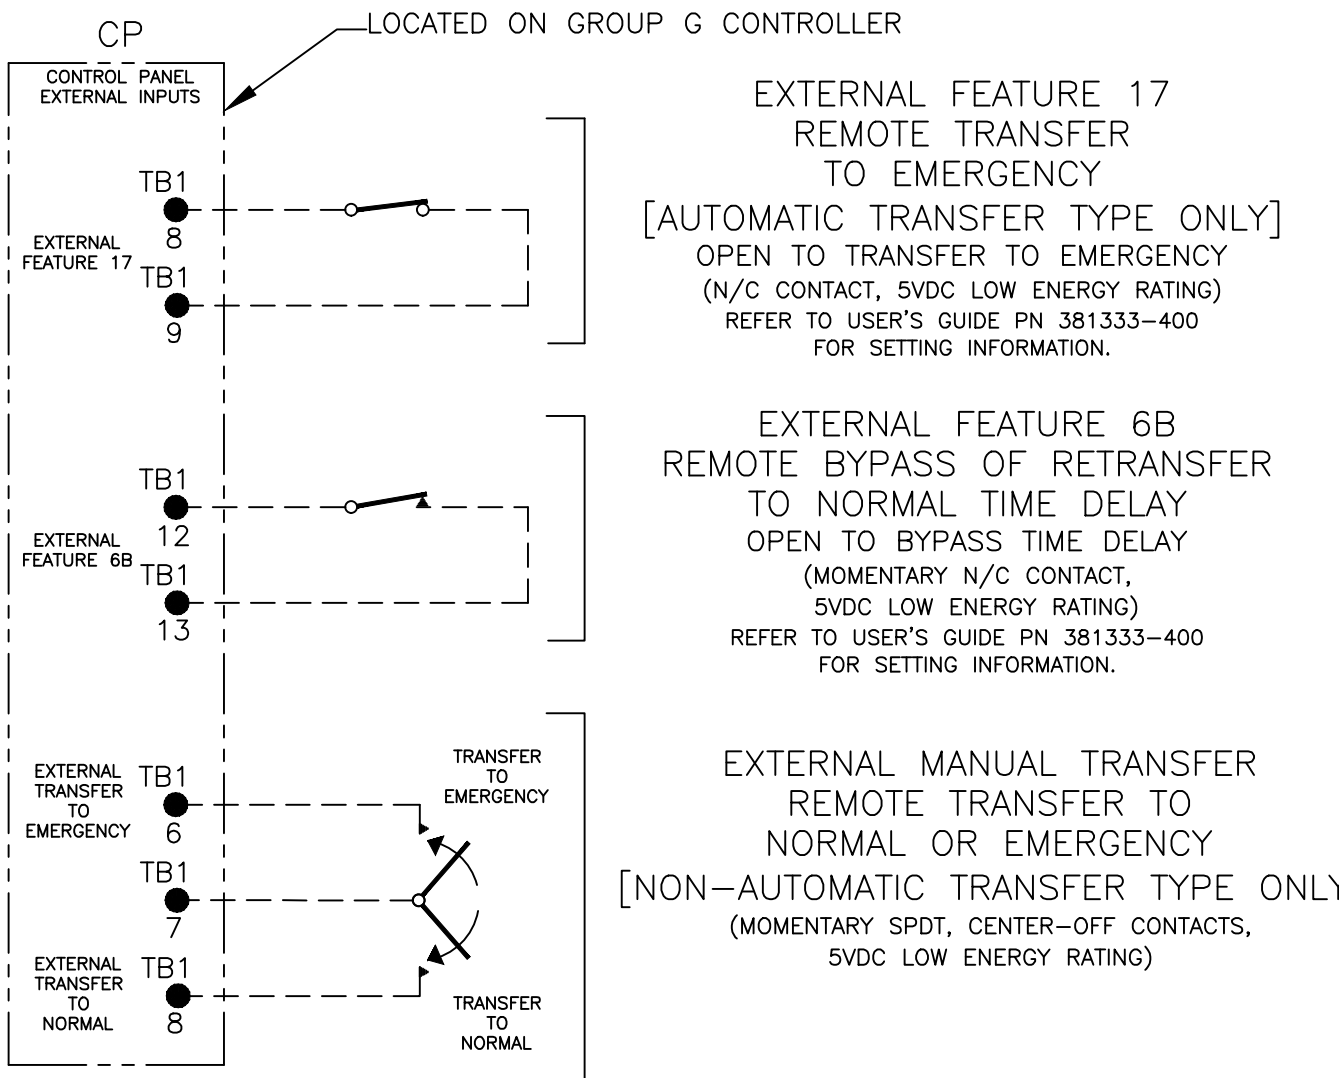 CP
LOCATED ON GROUP G CONTROLLER
CONTROL PANEL
EXTERNAL INPUTS
TB1
8
EXTERNAL
FEATURE 17
TB1
9
EXTERNAL FEATURE 17
REMOTE TRANSFER
TO EMERGENCY
[AUTOMATIC TRANSFER TYPE ONLY]
OPEN TO TRANSFER TO EMERGENCY
(N/C CONTACT, 5VDC LOW ENERGY RATING)
REFER TO USER'S GUIDE PN 381333-400
FOR SETTING INFORMATION.
TB1
12
EXTERNAL
FEATURE 6B
TB1
13
EXTERNAL FEATURE 6B
REMOTE BYPASS OF RETRANSFER
TO NORMAL TIME DELAY
OPEN TO BYPASS TIME DELAY
(MOMENTARY N/C CONTACT,
5VDC LOW ENERGY RATING)
REFER TO USER'S GUIDE PN 381333-400
FOR SETTING INFORMATION.
EXTERNAL
TRANSFER
TO
EMERGENCY
TB1
6
TB1
7
EXTERNAL
TRANSFER
TO
NORMAL
TB1
8
TRANSFER
TO
EMERGENCY
TRANSFER
TO
NORMAL
EXTERNAL MANUAL TRANSFER
REMOTE TRANSFER TO
NORMAL OR EMERGENCY
[NON-AUTOMATIC TRANSFER TYPE ONLY
(MOMENTARY SPDT, CENTER-OFF CONTACTS,
5VDC LOW ENERGY RATING)